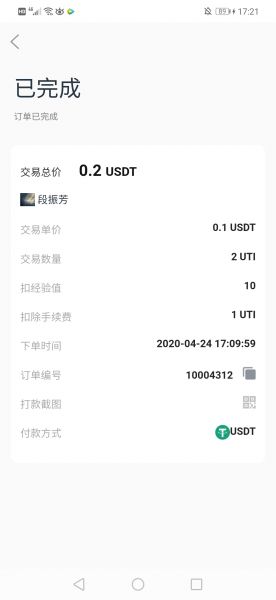 HD 46 89 17:21
已完成
订单已完成
交易总价 0.2 USDT
段振芳
交易单价 0.1 USDT
交易数量 2 UTI
扣经验值 10
扣除手续费 1 UTI
下单时间 2020-04-24 17:09:59
订单编号 10004312
打款截图
付款方式 USDT